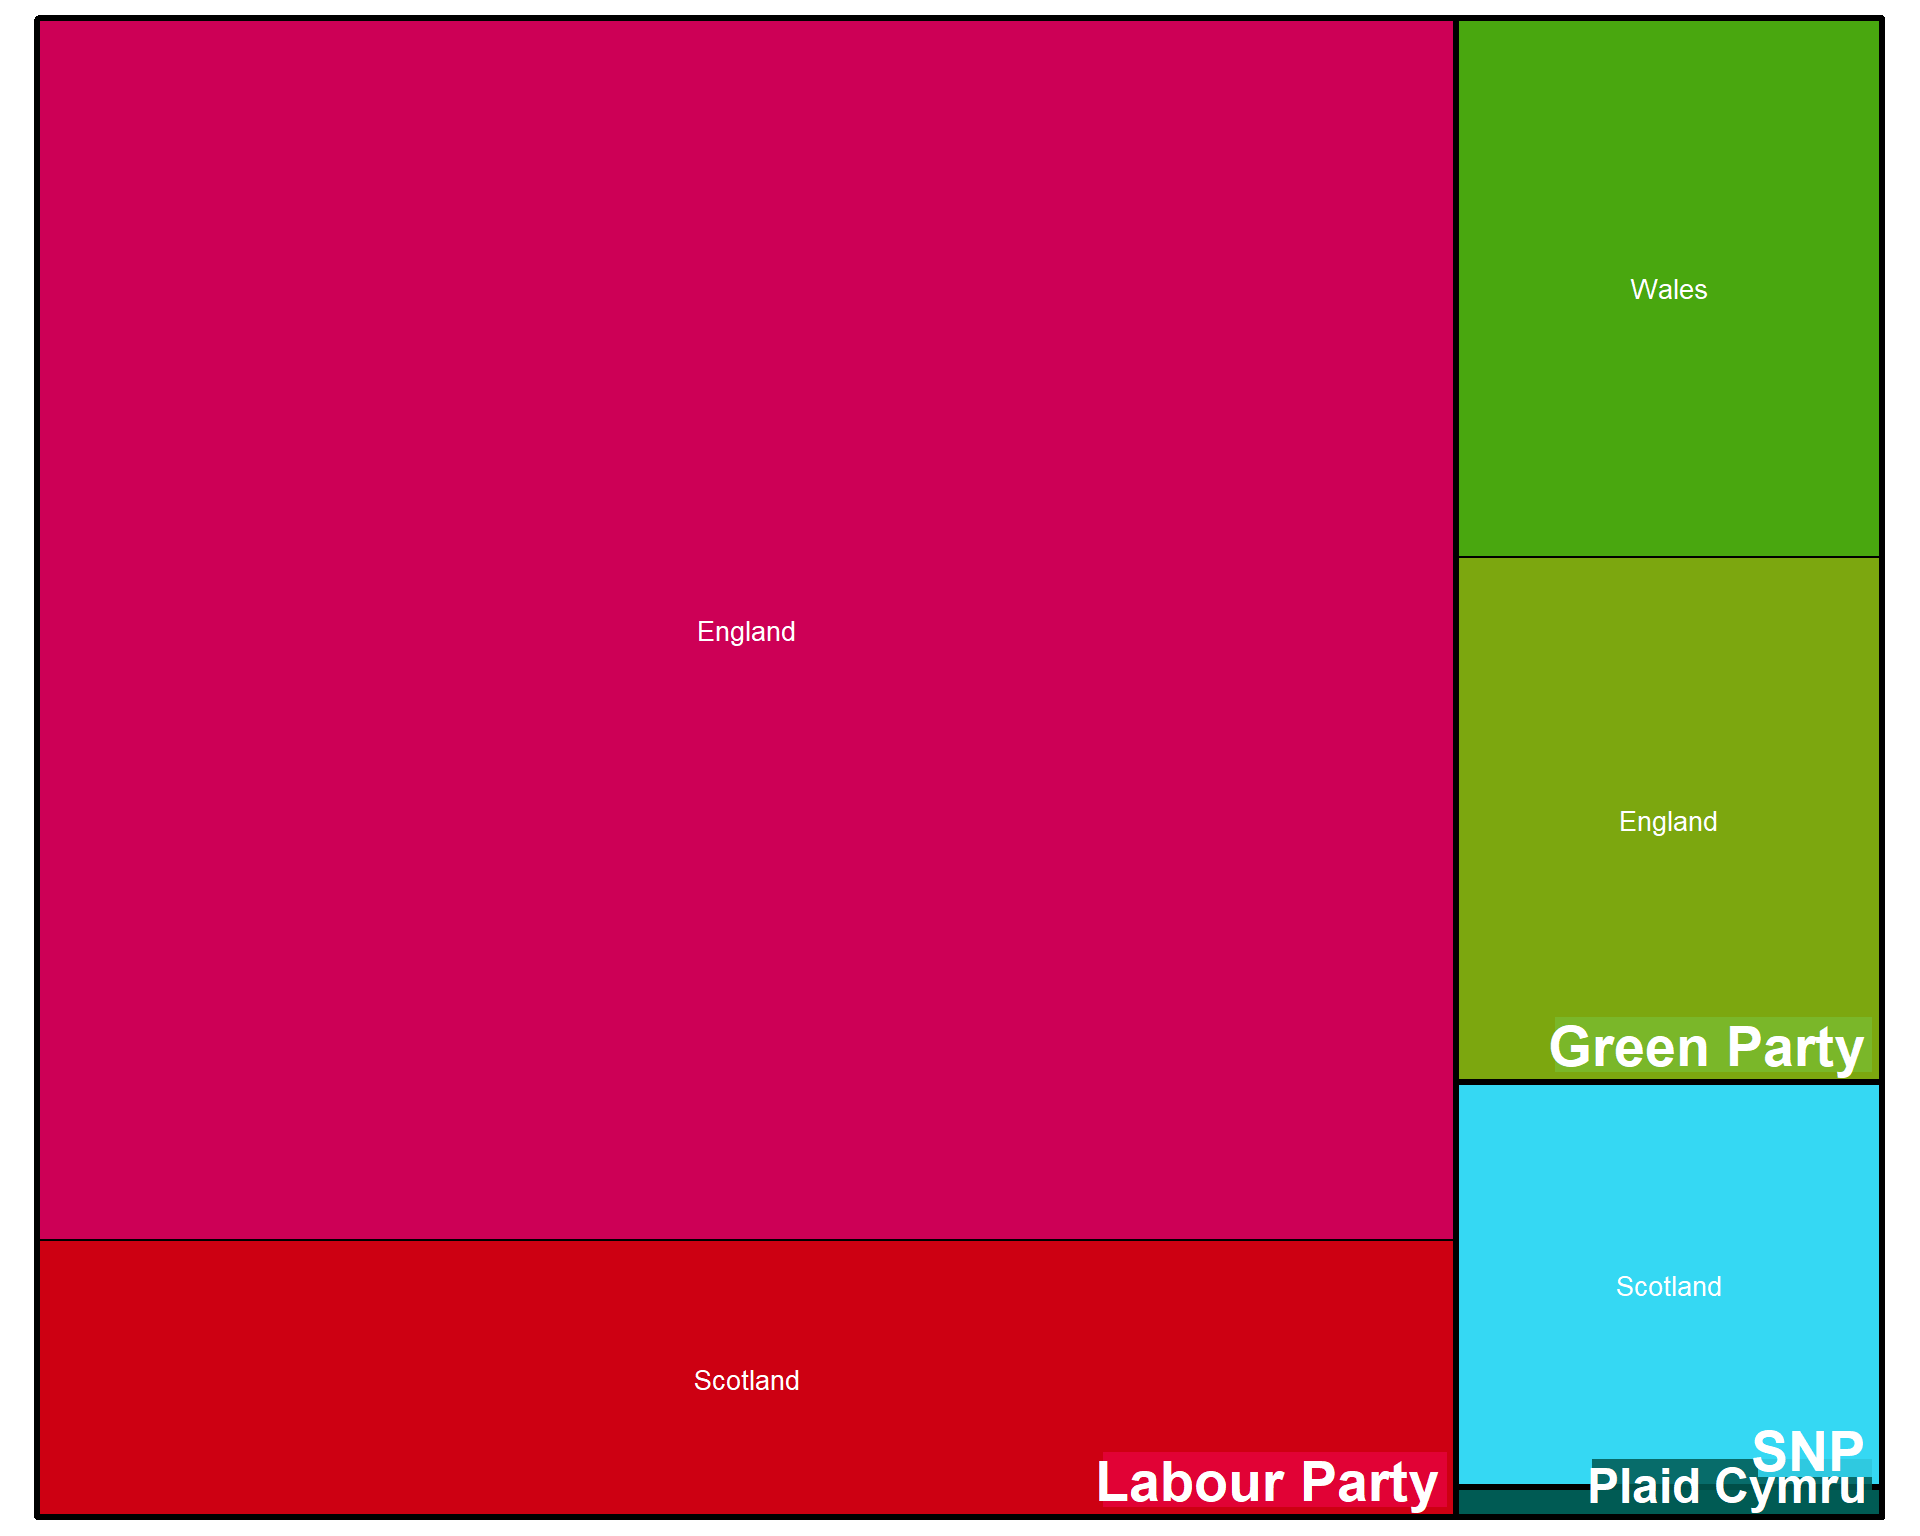 England
Scotland
Labour Party
Wales
England
Green Party
Scotland
SNP
Plaid Cymru